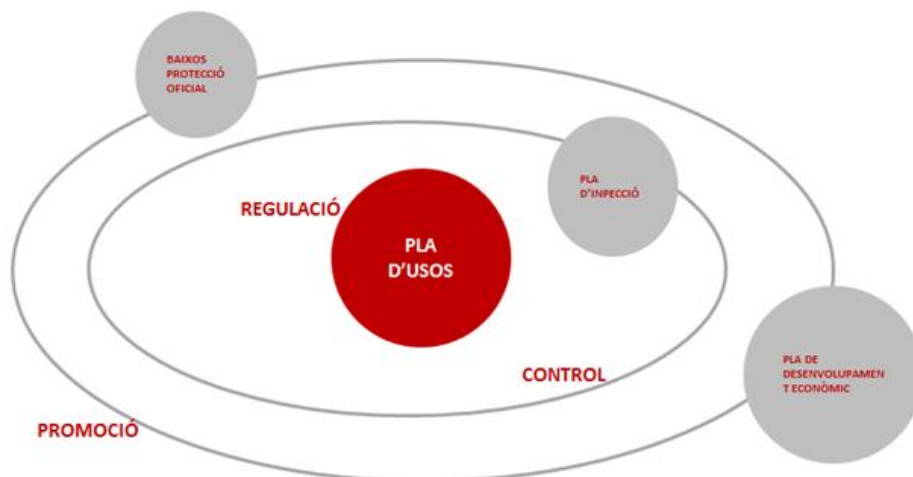 BAIXOS
PROTECCIÓ
OFICIAL
PLA
D'INPECCIÓ
REGULACIÓ
PLA
D'USOS
PLA DE
DESENVOLUPAMEN
T ECONÒMIC
CONTROL
PROMOCIÓ